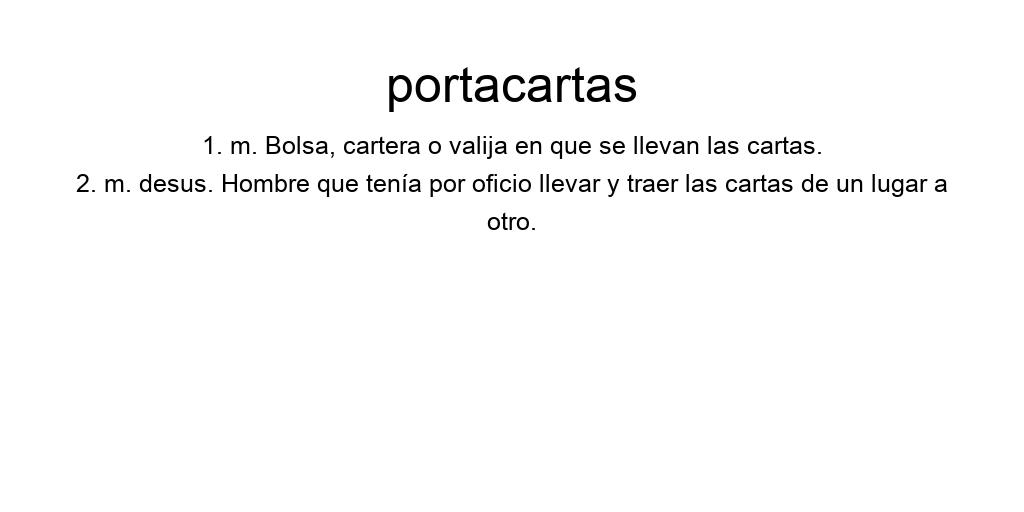 portacartas
1. m. Bolsa, cartera o valija en que se llevan las cartas.
2. m. desus. Hombre que tenía por oficio llevar y traer las cartas de un lugar a
otro.